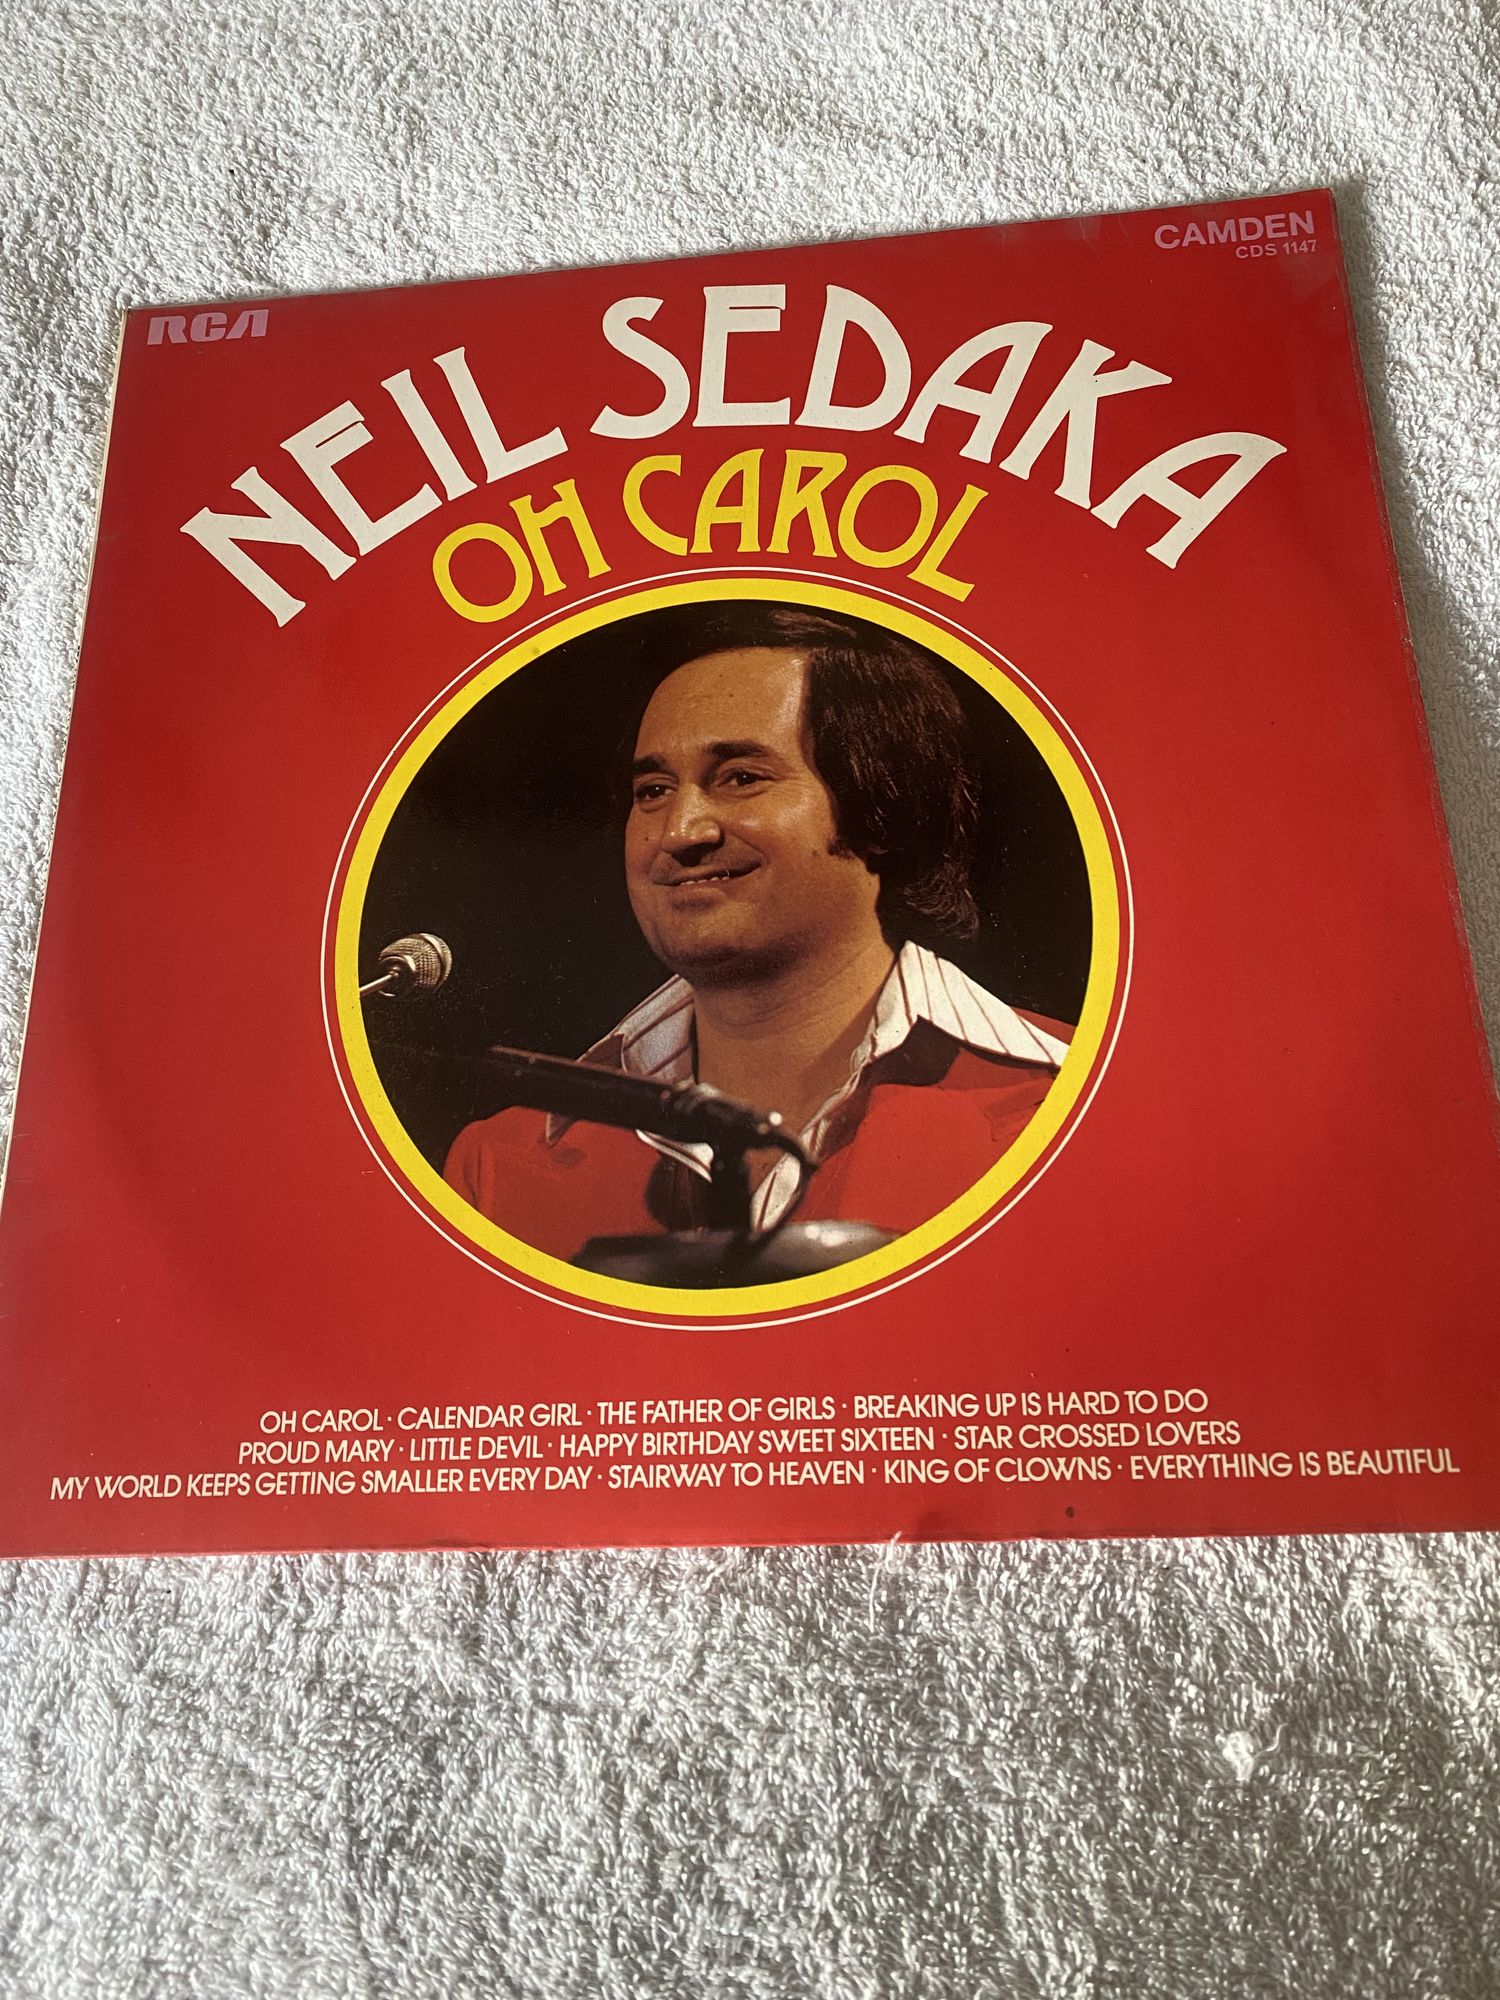 CAMDEN
CDS 1147
RCA
NEIL SEDAKA
OH CAROL
OH CAROL · CALENDAR GIRL · THE FATHER OF GIRLS · BREAKING UP IS HARD TO DO
PROUD MARY · LITTLE DEVIL · HAPPY BIRTHDAY SWEET SIXTEEN · STAR CROSSED LOVERS
MY WORLD KEEPS GETTING SMALLER EVERY DAY · STAIRWAY TO HEAVEN · KING OF CLOWNS · EVERYTHING IS BEAUTIFUL